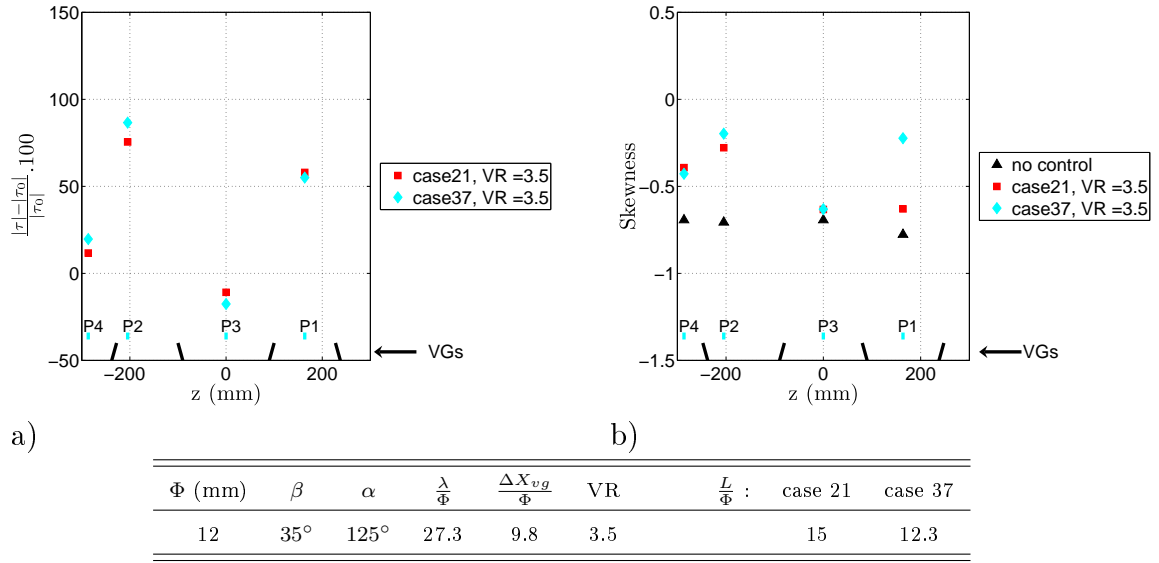 150
100
50
0
−50
|τ|−|τ₀| / |τ₀| .100
P4 P2 P3 P1
−200 0 200
z (mm)
case21, VR =3.5
case37, VR =3.5
VGs
a)
0.5
0
−0.5
−1
−1.5
Skewness
P4 P2 P3 P1
−200 0 200
z (mm)
no control
case21, VR =3.5
case37, VR =3.5
VGs
b)
Φ (mm) β α λ/Φ ΔX_vg/Φ VR L/Φ : case 21 case 37
12 35° 125° 27.3 9.8 3.5 15 12.3